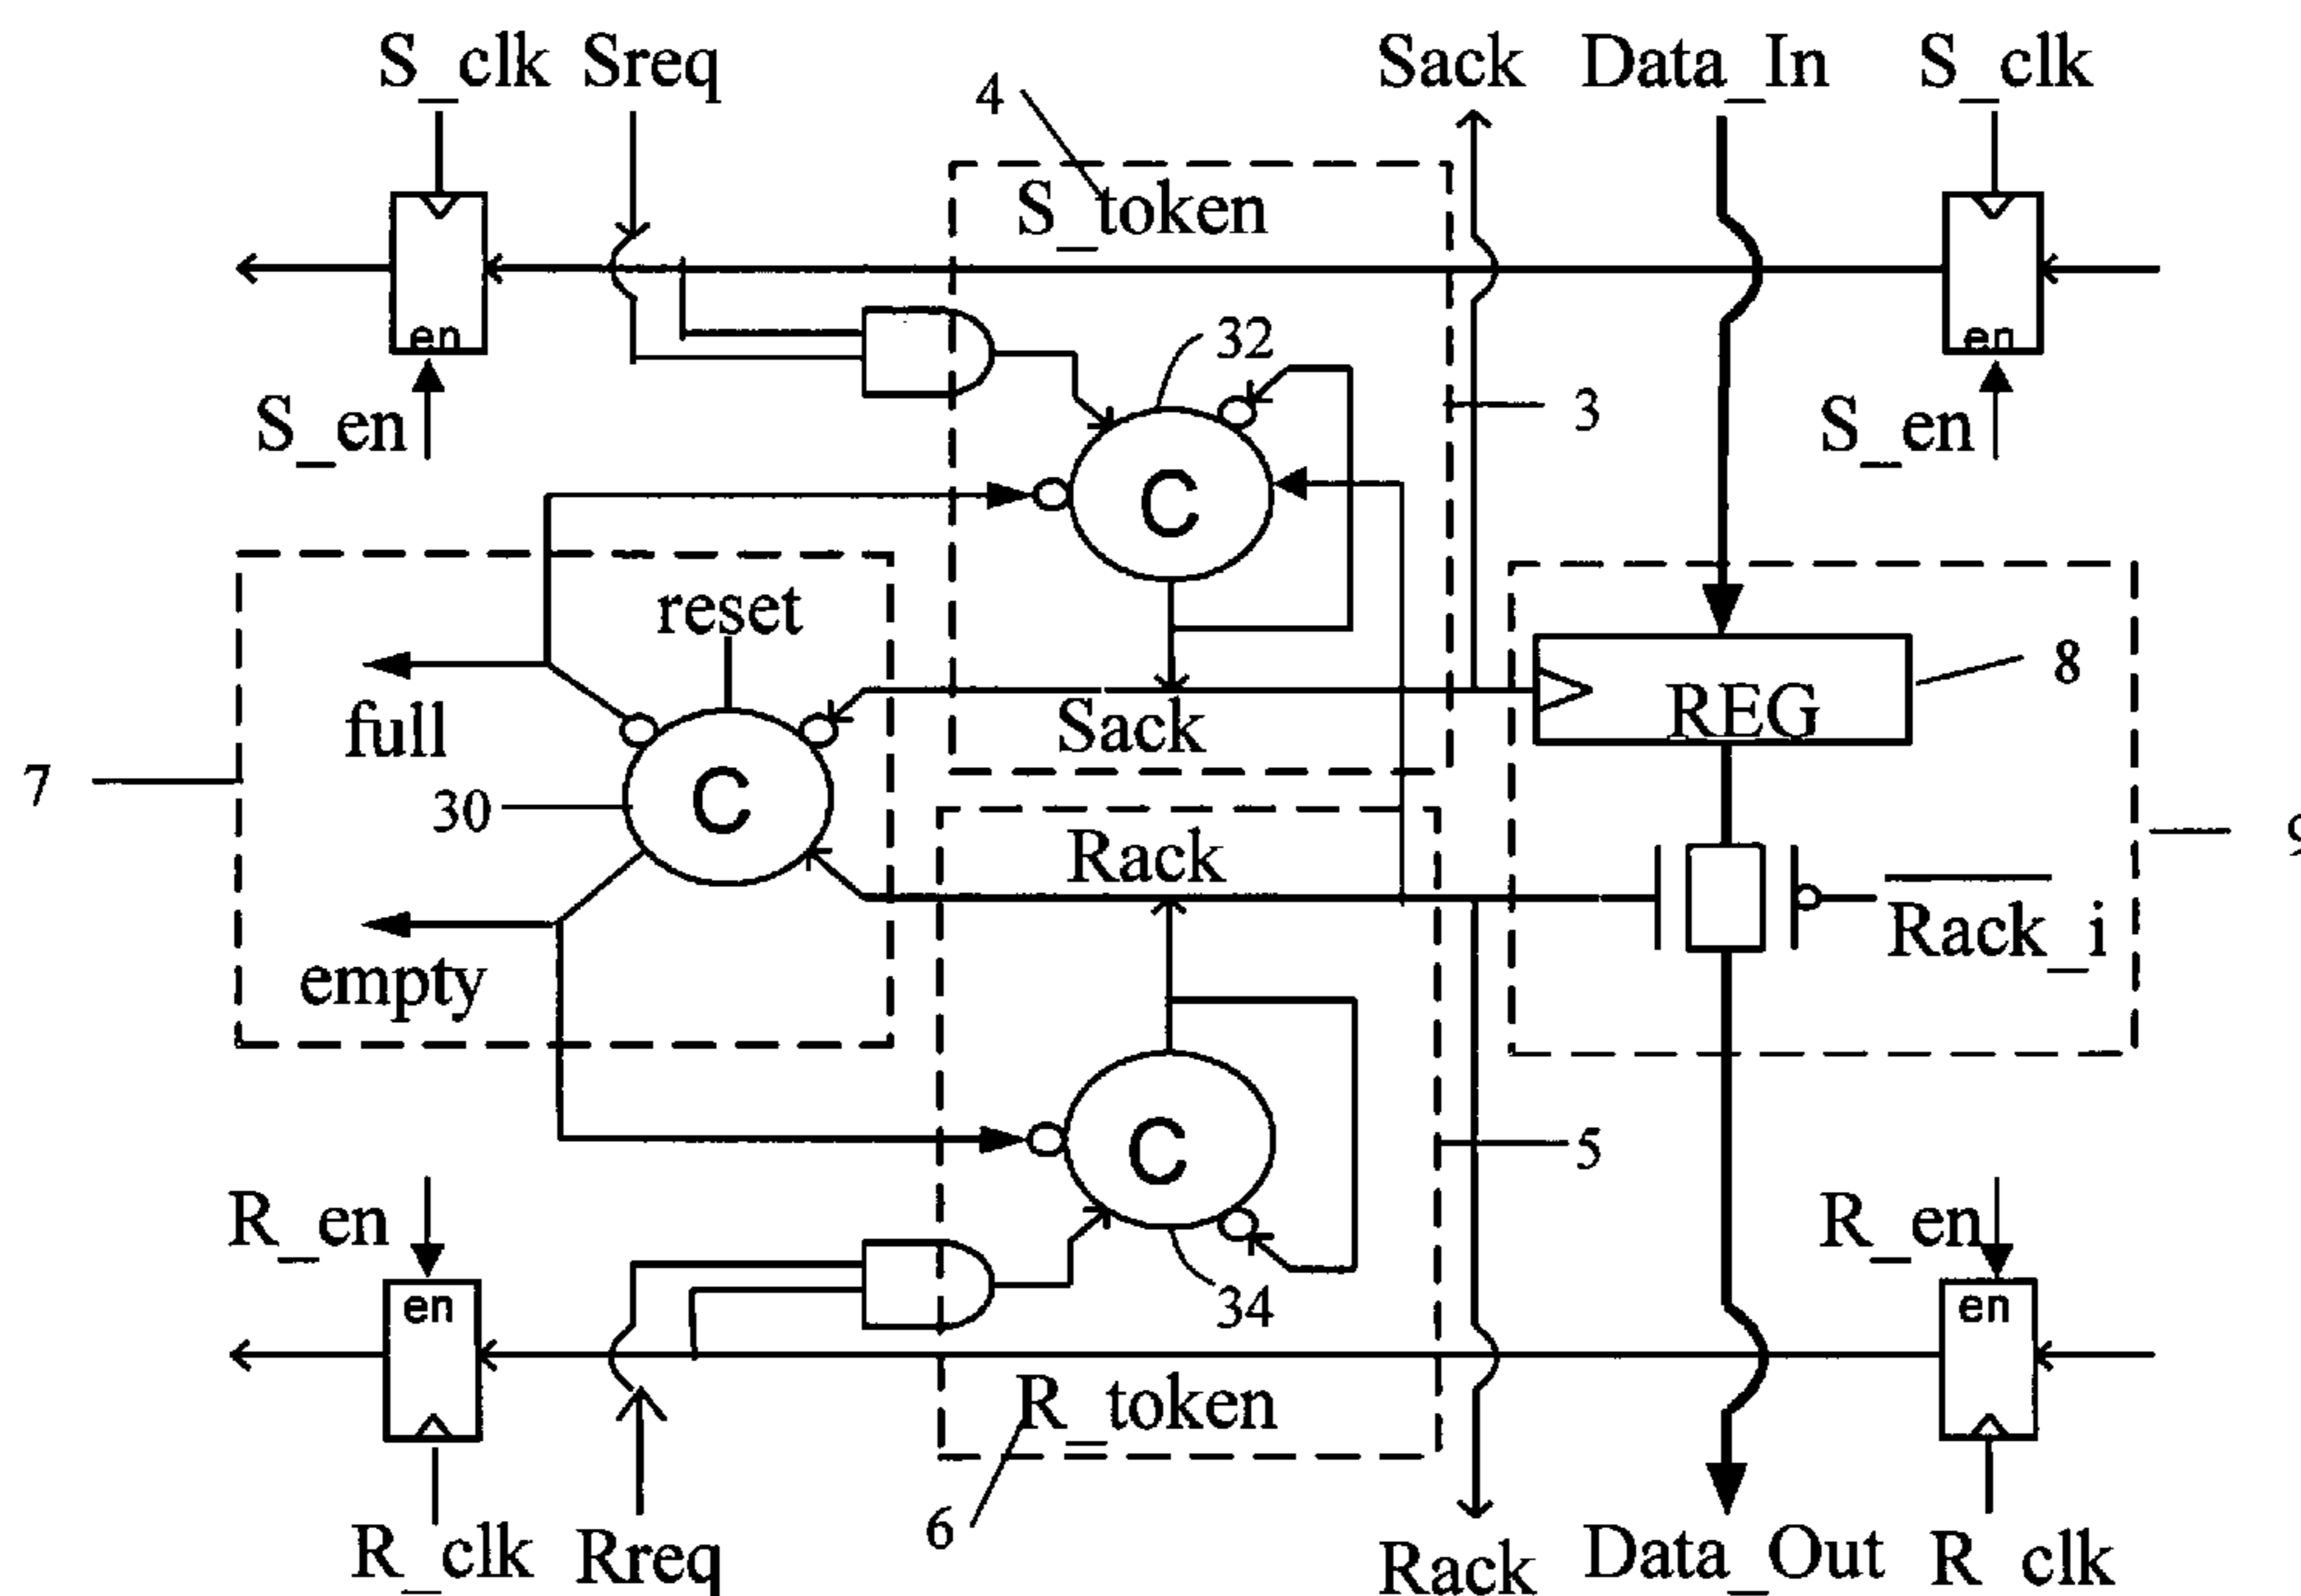 S_clk Sreq Sack Data_In S_clk
4
S_token
32
en en
3
S_en S_en
C
reset
full Sack REG 8
7 30 C 9
Rack
empty Rack_i
C 5
R_en R_en
en 34 en
R_token
6
R_clk Rreq Rack Data_Out R_clk